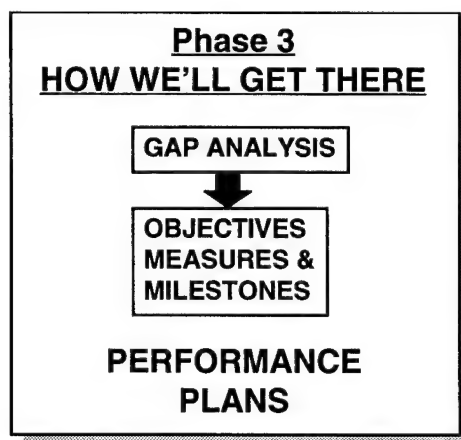 Phase 3
HOW WE'LL GET THERE
GAP ANALYSIS
OBJECTIVES
MEASURES &
MILESTONES
PERFORMANCE
PLANS